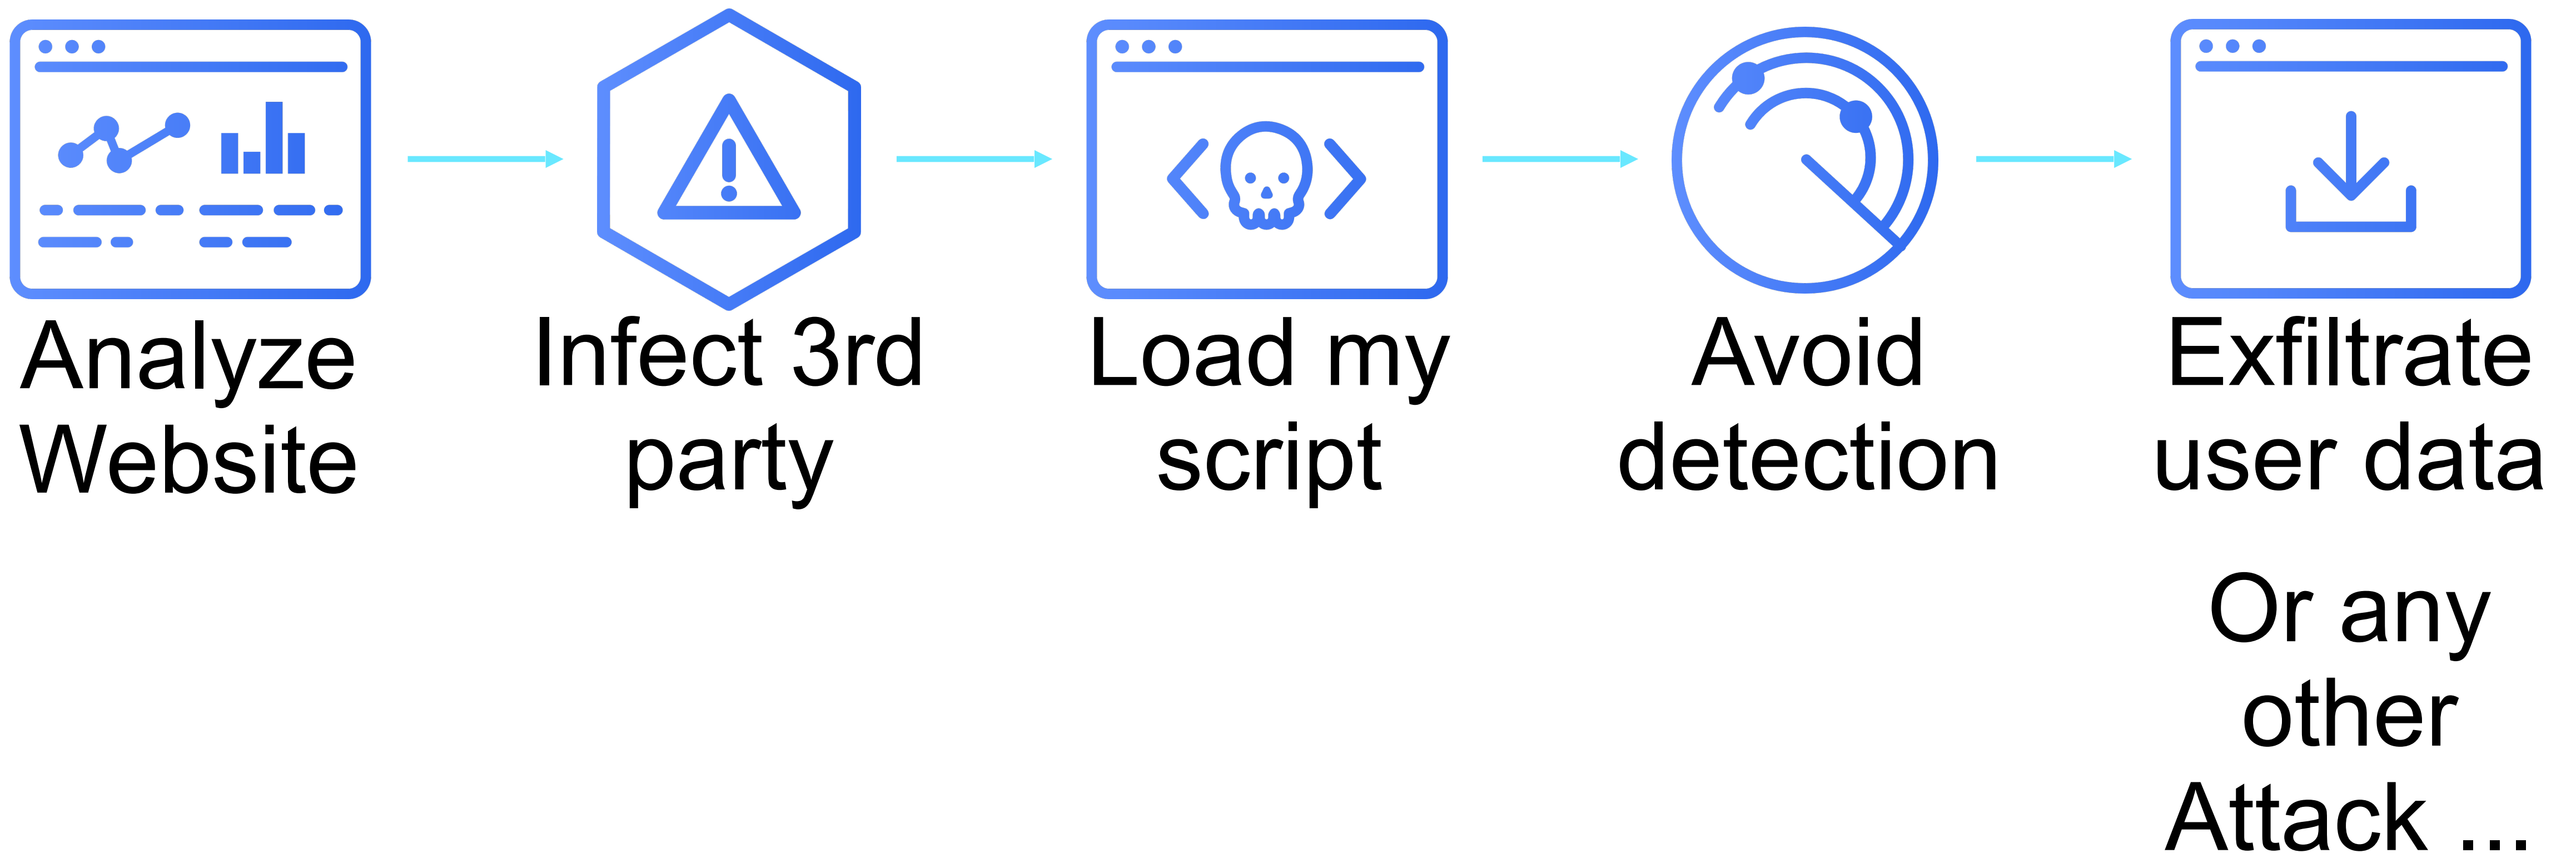 Analyze
Website
Infect 3rd
party
Load my
script
Avoid
detection
Exfiltrate
user data
Or any
other
Attack ...